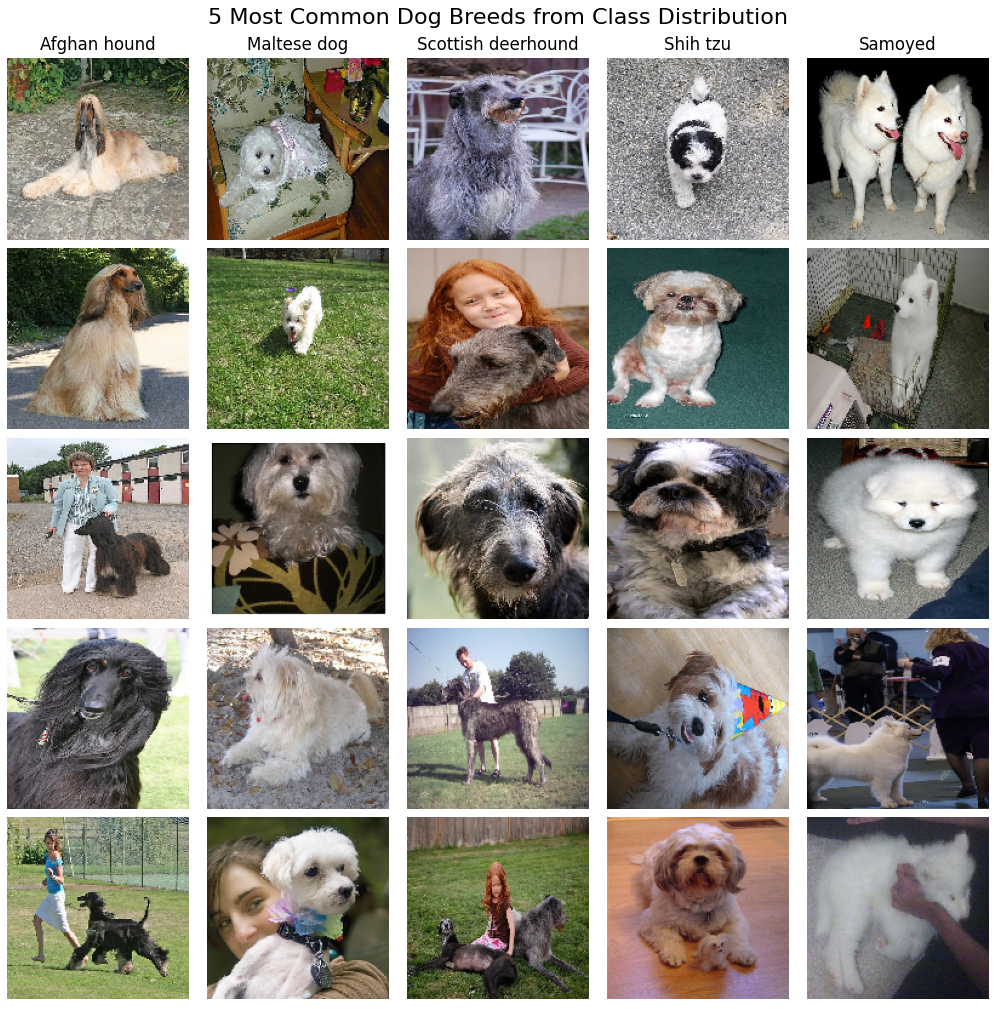 5 Most Common Dog Breeds from Class Distribution
Afghan hound
Maltese dog
Scottish deerhound
Shih tzu
Samoyed